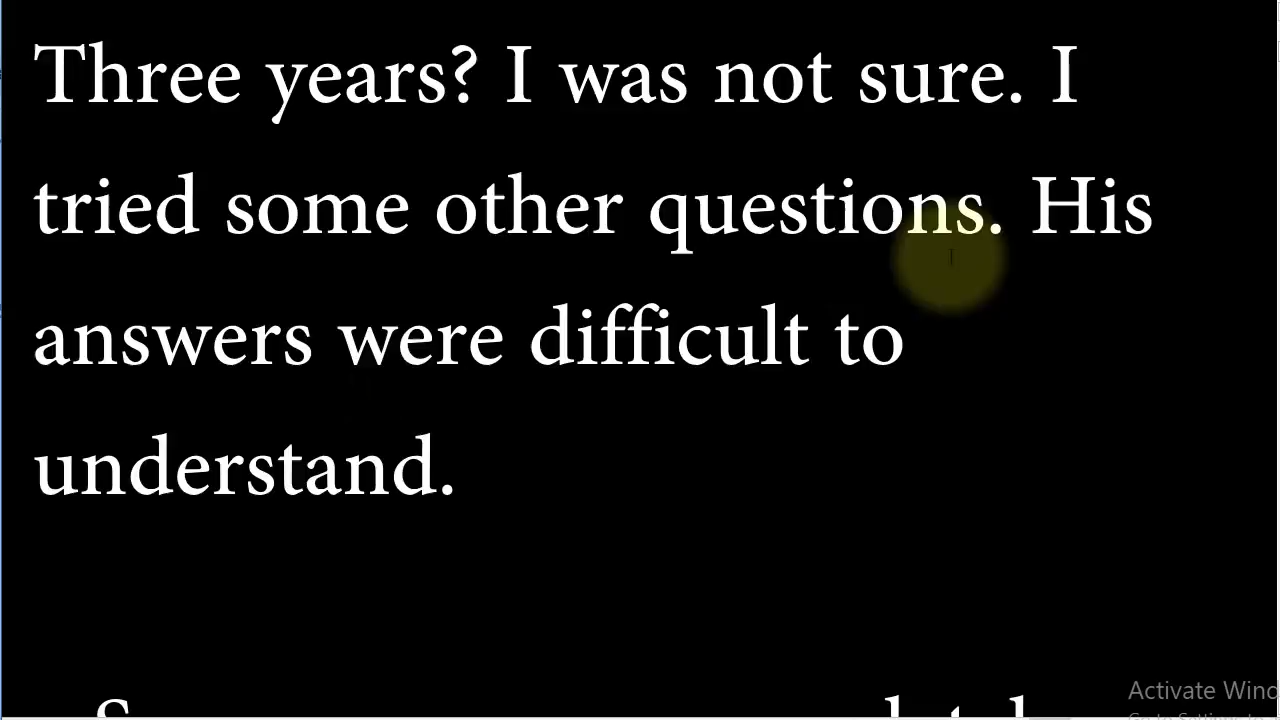 Three years? I was not sure. I
tried some other questions. His
answers were difficult to
understand.
Activate Wind